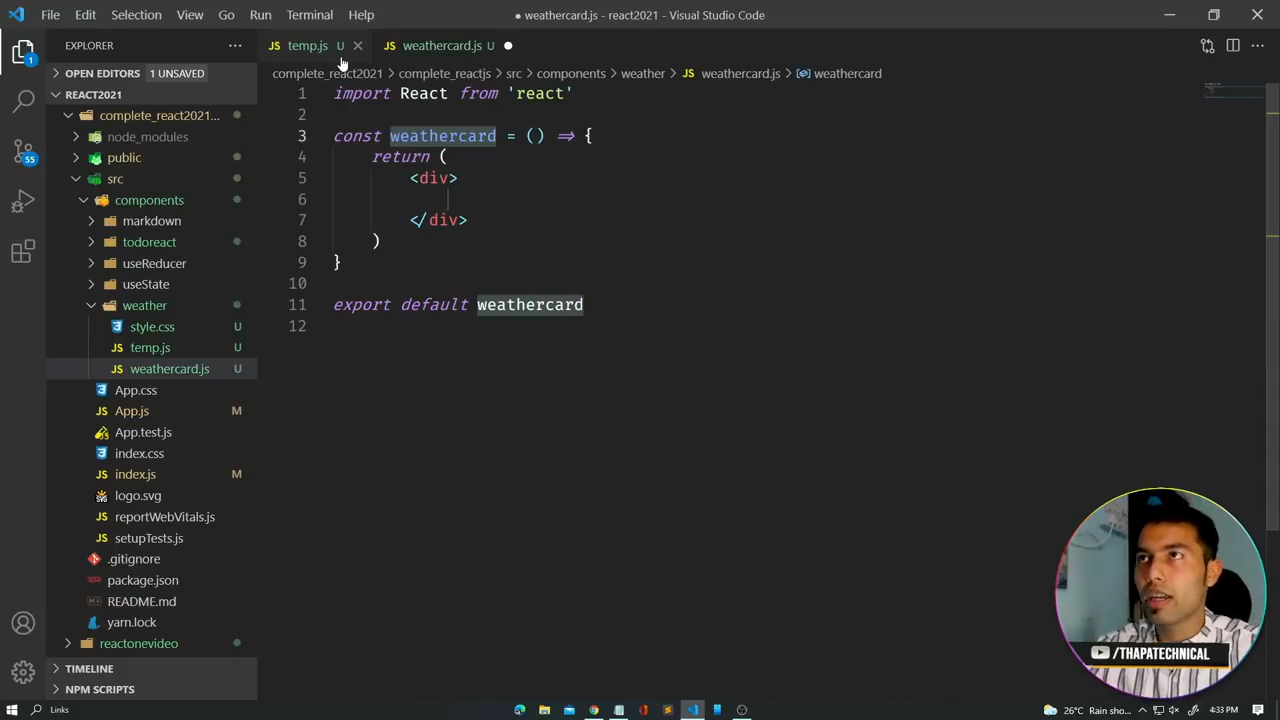 File Edit Selection View Go Run Terminal Help
● weathercard.js - react2021 - Visual Studio Code
EXPLORER
JS temp.js U
JS weathercard.js U
OPEN EDITORS 1 UNSAVED
complete_react2021 > complete_reactjs > src > components > weather > JS weathercard.js > weathercard
REACT2021
complete_react2021...
node_modules
public
src
components
markdown
todoreact
useReducer
useState
weather
style.css U
temp.js U
weathercard.js U
App.css
App.js M
App.test.js
index.css
index.js M
logo.svg
reportWebVitals.js
setupTests.js
.gitignore
package.json
README.md
yarn.lock
reactonevideo
TIMELINE
NPM SCRIPTS
1
55
1 import React from 'react'
2
3 const weathercard = () => {
4 return (
5 <div>
6
7 </div>
8 )
9 }
10
11 export default weathercard
12
/THAPATECHNICAL
Links
26°C Rain sho...
4:33 PM